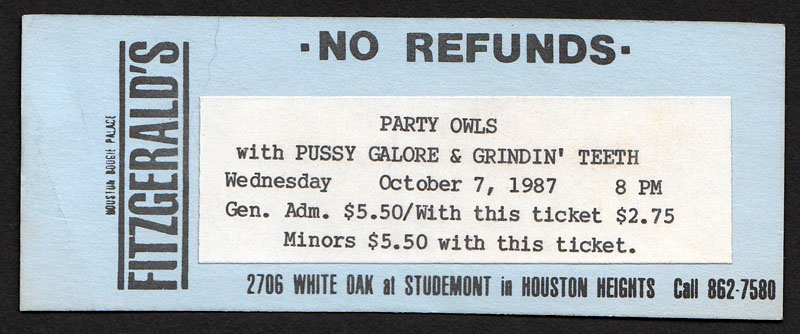 ·NO REFUNDS·
HOUSTON BOOGIE PALACE
FITZGERALD'S
PARTY OWLS
with PUSSY GALORE & GRINDIN' TEETH
Wednesday October 7, 1987 8 PM
Gen. Adm. $5.50/With this ticket $2.75
Minors $5.50 with this ticket.
2706 WHITE OAK at STUDEMONT in HOUSTON HEIGHTS Call 862-7580